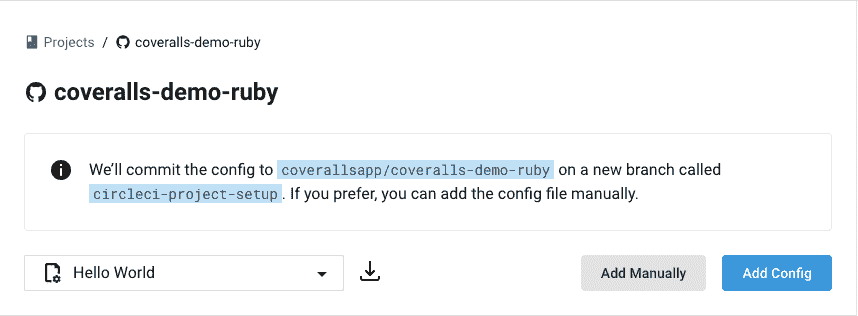 Projects / coveralls-demo-ruby
coveralls-demo-ruby
We’ll commit the config to coverallsapp/coveralls-demo-ruby on a new branch called
circleci-project-setup. If you prefer, you can add the config file manually.
Hello World Add Manually Add Config